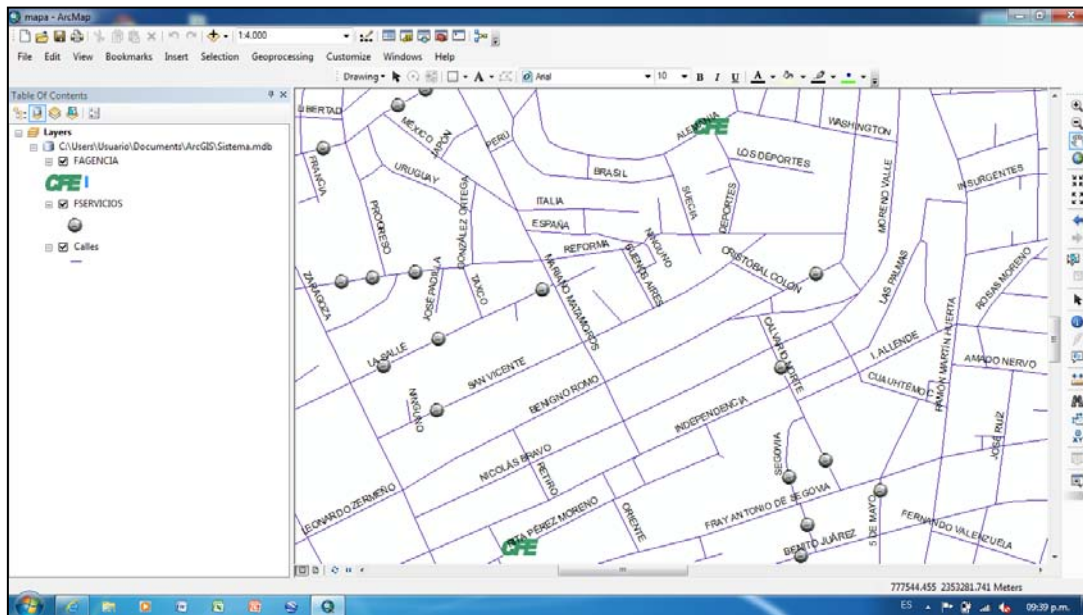 mapa - ArcMap
1:4.000
File Edit View Bookmarks Insert Selection Geoprocessing Customize Windows Help
Drawing A Arial 10 B I U A
Table Of Contents
Layers
C:\Users\Usuario\Documents\ArcGIS\Sistema.mdb
FAGENCIA
CFE
FSERVICIOS
Calles
LIBERTAD
MÉXICO
JAPÓN
PERÚ
ALEMANIA
CFE
WASHINGTON
FRANCIA
URUGUAY
BRASIL
LOS DEPORTES
INSURGENTES
PROGRESO
GONZÁLEZ ORTEGA
ITALIA
SUECIA
DEPORTES
MORENO VALLE
ESPAÑA
REFORMA
NINGUNO
BUENOS AIRES
CRISTÓBAL COLÓN
LAS PALMAS
ROSAS MORENO
ZARAGOZA
JOSÉ PADILLA
TAXCO
MARIANO MATAMOROS
RAMÓN MARTÍN HUERTA
LA SALLE
SAN VICENTE
CALVARIO NORTE
I. ALLENDE
AMADO NERVO
NINGUNO
BENIGNO ROMO
CUAUHTÉMOC
INDEPENDENCIA
JOSÉ RUÍZ
NICOLÁS BRAVO
RETIRO
SEGOVIA
LEONARDO ZERMEÑO
RITA PÉREZ MORENO
ORIENTE
FRAY ANTONIO DE SEGOVIA
5 DE MAYO
FERNANDO VALENZUELA
CFE
BENITO JUÁREZ
777544.455 2353281.741 Meters
ES
09:39 p.m.